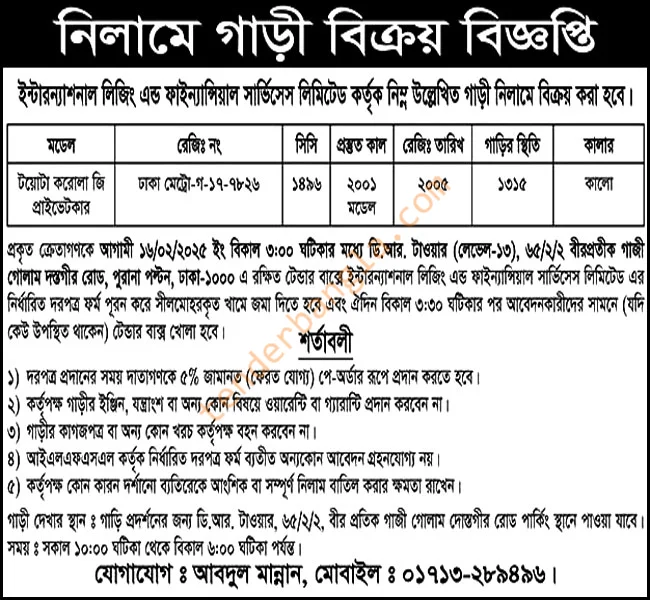 নিলামে গাড়ী বিক্রয় বিজ্ঞপ্তি
ইন্টারন্যাশনাল লিজিং এন্ড ফাইন্যান্সিয়াল সার্ভিসেস লিমিটেড কর্তৃক নিম্ন উল্লেখিত গাড়ী নিলামে বিক্রয় করা হবে।
মডেল রেজিঃ নং সিসি প্রস্তুত কাল রেজিঃ তারিখ গাড়ির স্থিতি কালার
টয়োটা করোলা জি ঢাকা মেট্রো-গ-১৭-৭৮২৬ ১৪৯৬ ২০০১ ২০০৫ ১৩১৫ কালো
প্রাইভেটকার মডেল
প্রকৃত ক্রেতাগণকে আগামী ১৬/০২/২০২৫ ইং বিকাল ৩:০০ ঘটিকার মধ্যে ডি.আর. টাওয়ার (লেভেল-১৩), ৬৫/২/২ বীরপ্রতীক গাজী
গোলাম দস্তগীর রোড, পুরানা পল্টন, ঢাকা-১০০০ এ রক্ষিত টেন্ডার বাক্সে ইন্টারন্যাশনাল লিজিং এন্ড ফাইন্যান্সিয়াল সার্ভিসেস লিমিটেড এর
নির্ধারিত দরপত্র ফর্ম পূরন করে সীলমোহরকৃত খামে জমা দিতে হবে এবং ঐদিন বিকাল ৩:৩০ ঘটিকার পর আবেদনকারীদের সামনে (যদি
কেউ উপস্থিত থাকেন) টেন্ডার বাক্স খোলা হবে।
শর্তাবলী
১) দরপত্র প্রদানের সময় দাতাগণকে ৫% জামানত (ফেরত যোগ্য) পে-অর্ডার রূপে প্রদান করতে হবে।
২) কর্তৃপক্ষ গাড়ীর ইঞ্জিন, যন্ত্রাংশ বা অন্য কোন বিষয়ে ওয়ারেন্টি বা গ্যারান্টি প্রদান করবেন না।
৩) গাড়ীর কাগজপত্র বা অন্য কোন খরচ কর্তৃপক্ষ বহন করবেন না।
৪) আইএলএফএসএল কর্তৃক নির্ধারিত দরপত্র ফর্ম ব্যতীত অন্যকোন আবেদন গ্রহনযোগ্য নয়।
৫) কর্তৃপক্ষ কোন কারন দর্শানো ব্যতিরেকে আংশিক বা সম্পূর্ণ নিলাম বাতিল করার ক্ষমতা রাখেন।
গাড়ী দেখার স্থান : গাড়ি প্রদর্শনের জন্য ডি.আর. টাওয়ার, ৬৫/২/২, বীর প্রতিক গাজী গোলাম দোস্তগীর রোড পার্কিং স্থানে পাওয়া যাবে।
সময় : সকাল ১০:০০ ঘটিকা থেকে বিকাল ৬:০০ ঘটিকা পর্যন্ত।
যোগাযোগ : আবদুল মান্নান, মোবাইল : ০১৭১৩-২৮৯৪৯৬।
tenderbangla.com